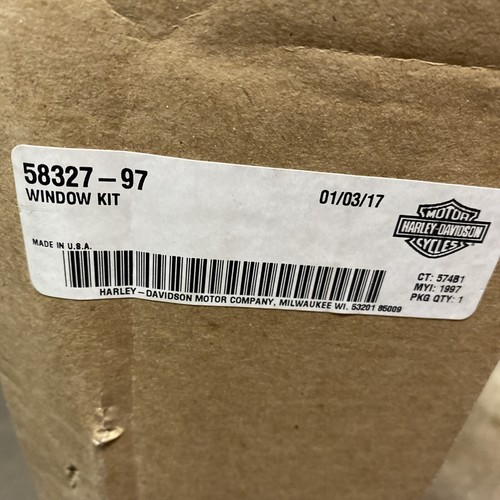 58327-97
WINDOW KIT
01/03/17
MOTOR
HARLEY-DAVIDSON
CYCLES
MADE IN U.S.A.
CT: 574B1
MYI: 1997
PKG QTY: 1
HARLEY-DAVIDSON MOTOR COMPANY, MILWAUKEE WI. 53201 85009